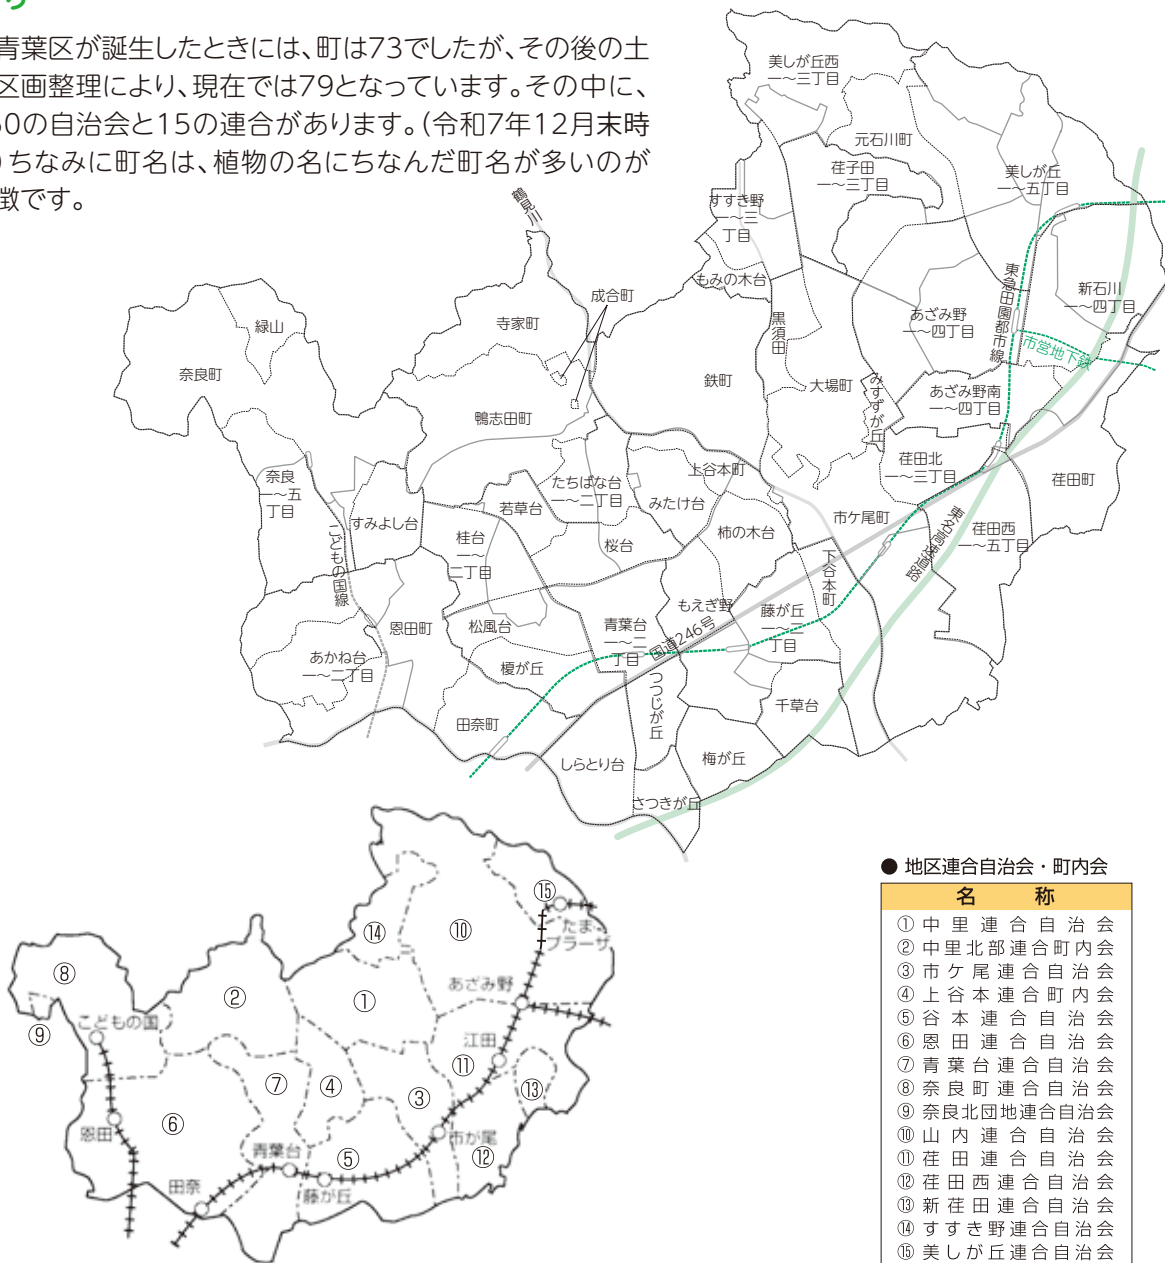 青葉区が誕生したときには、町は73でしたが、その後の土
区画整理により、現在では79となっています。その中に、
60の自治会と15の連合があります。(令和7年12月末時
ちなみに町名は、植物の名にちなんだ町名が多いのが
徴です。
美しが丘西
一~三丁目
元石川町
荏子田
一~三丁目
美しが丘
一~五丁目
すすき野
一~三
丁目
鶴見川
もみの木台
東急田園都市線
新石川
一~四丁目
成合町
緑山
寺家町
黒須田
あざみ野
一~四丁目
市営地下鉄
奈良町
鉄町
大場町
みすずが丘
あざみ野南
一~四丁目
鴨志田町
荏田北
一~三丁目
荏田町
奈良
一~五
丁目
たちばな台
一~二丁目
上谷本町
みたけ台
若草台
すみよし台
市ケ尾町
東名高速道路
荏田西
一~五丁目
桂台
一~
二丁目
桜台
柿の木台
こどもの国線
下谷本町
恩田町
松風台
青葉台
一~二
丁目
もえぎ野
藤が丘
一~二
丁目
国道246号
あかね台
一~二丁目
榎が丘
つつじが丘
千草台
田奈町
しらとり台
梅が丘
さつきが丘
⑮
たま
プラーザ
⑭
⑩
⑧
②
①
あざみ野
⑨
こどもの国
江田
⑪
⑦
④
③
⑬
⑥
恩田
市が尾
青葉台
⑤
⑫
田奈
藤が丘
● 地区連合自治会・町内会
名 称
① 中里連合自治会
② 中里北部連合町内会
③ 市ケ尾連合自治会
④ 上谷本連合町内会
⑤ 谷本連合自治会
⑥ 恩田連合自治会
⑦ 青葉台連合自治会
⑧ 奈良町連合自治会
⑨ 奈良北団地連合自治会
⑩ 山内連合自治会
⑪ 荏田連合自治会
⑫ 荏田西連合自治会
⑬ 新荏田連合自治会
⑭ すすき野連合自治会
⑮ 美しが丘連合自治会